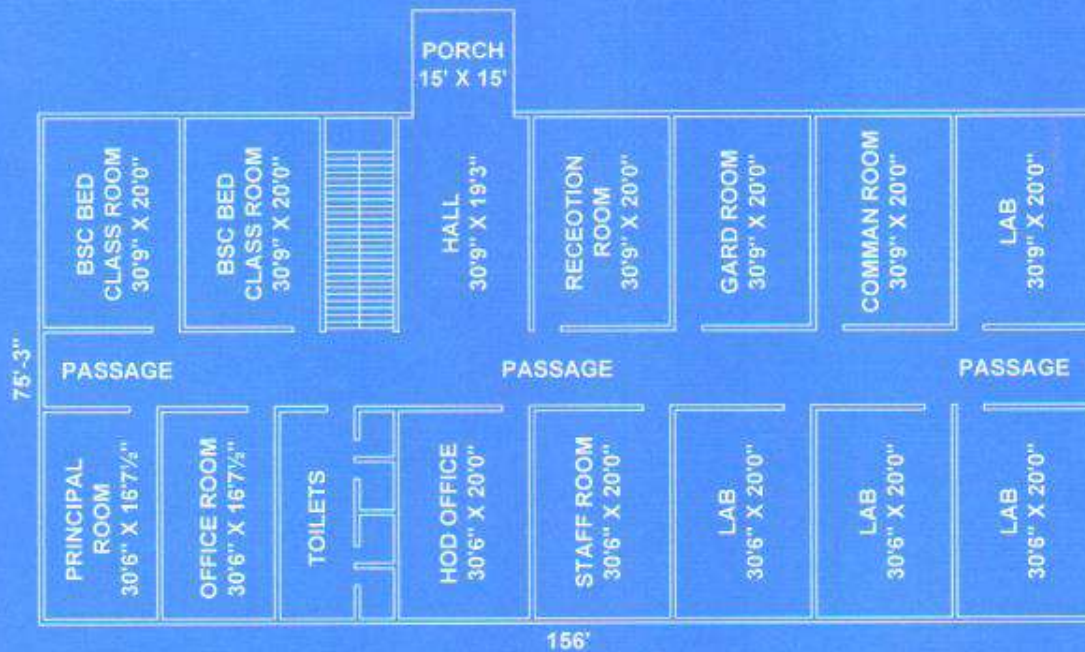 PORCH
15' X 15'
BSC BED
CLASS ROOM
30'9" X 20'0"
BSC BED
CLASS ROOM
30'9" X 20'0"
HALL
30'9" X 19'3"
RECEOTION
ROOM
30'9" X 20'0"
GARD ROOM
30'9" X 20'0"
COMMAN ROOM
30'9" X 20'0"
LAB
30'9" X 20'0"
75'-3"
PASSAGE
PASSAGE
PASSAGE
PRINCIPAL
ROOM
30'6" X 16'7½"
OFFICE ROOM
30'6" X 16'7½"
TOILETS
HOD OFFICE
30'6" X 20'0"
STAFF ROOM
30'6" X 20'0"
LAB
30'6" X 20'0"
LAB
30'6" X 20'0"
LAB
30'6" X 20'0"
156'